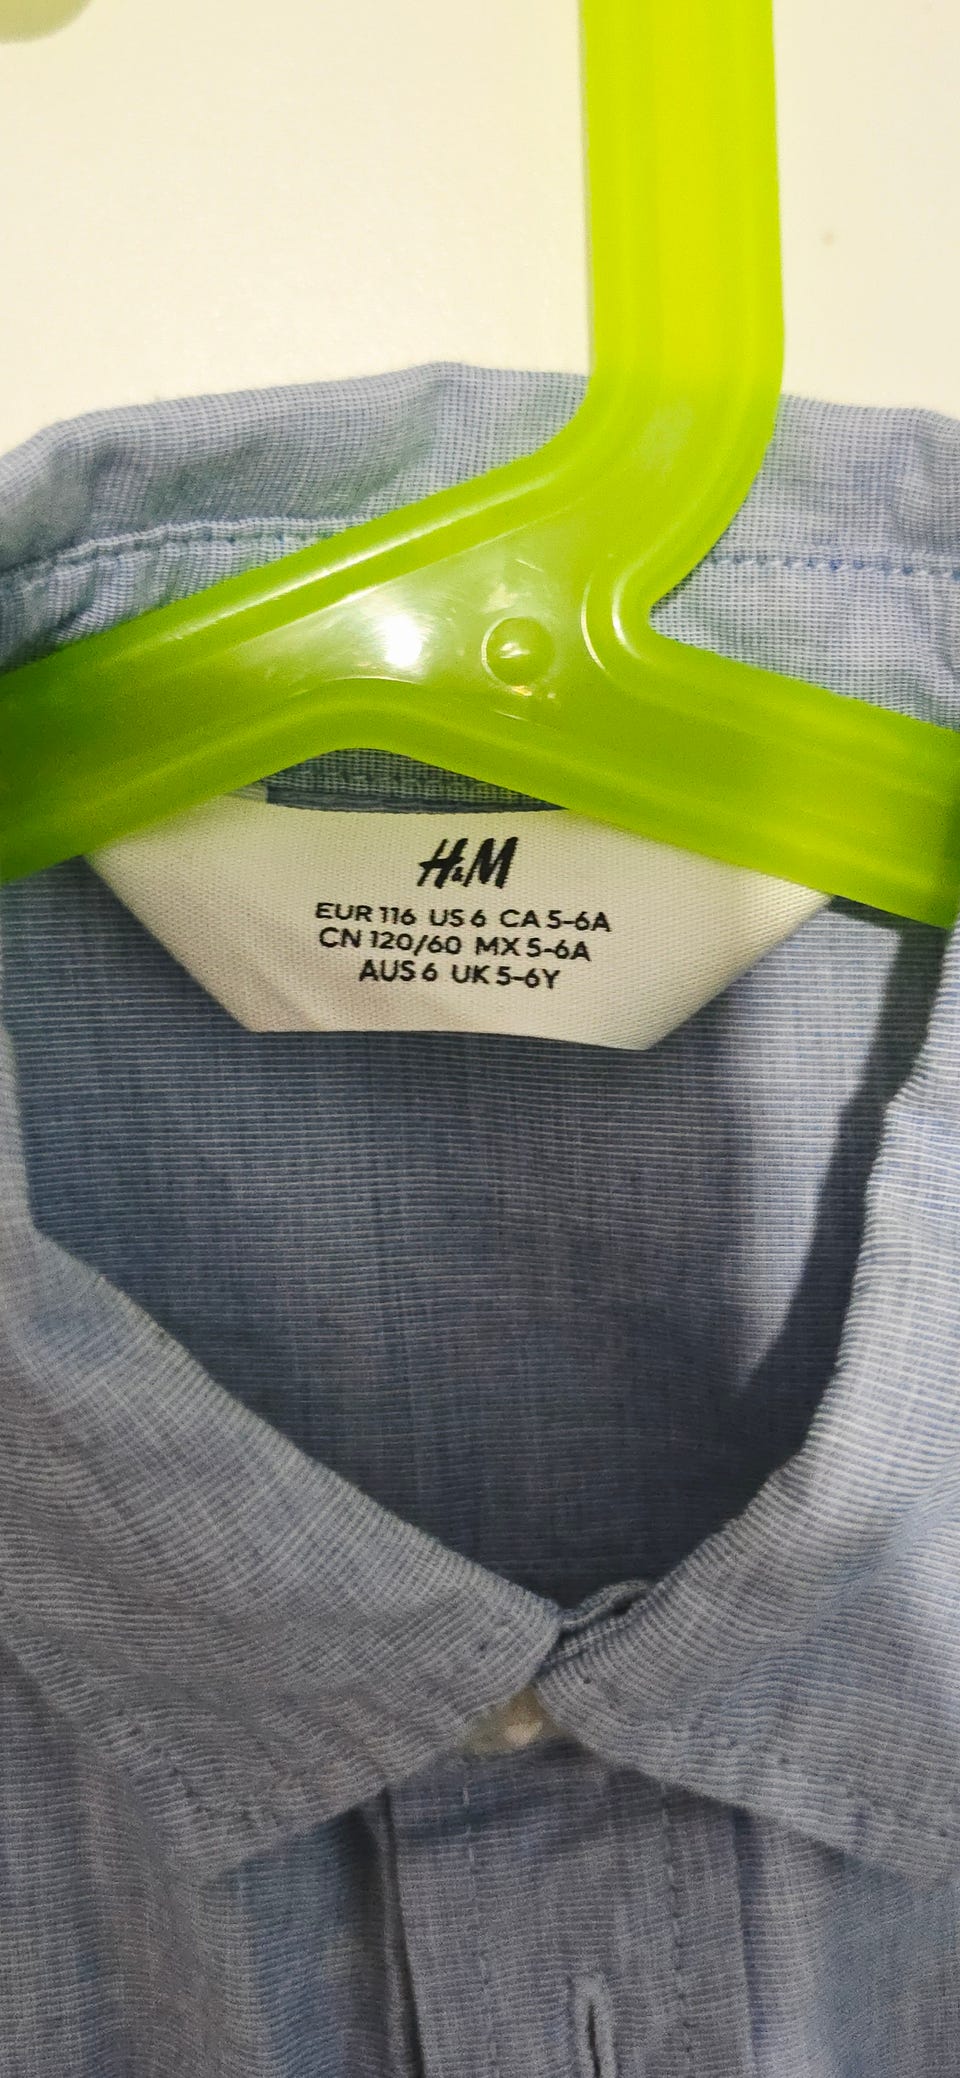 H&M
EUR 116 US 6 CA 5-6A
CN 120/60 MX 5-6A
AUS 6 UK 5-6Y